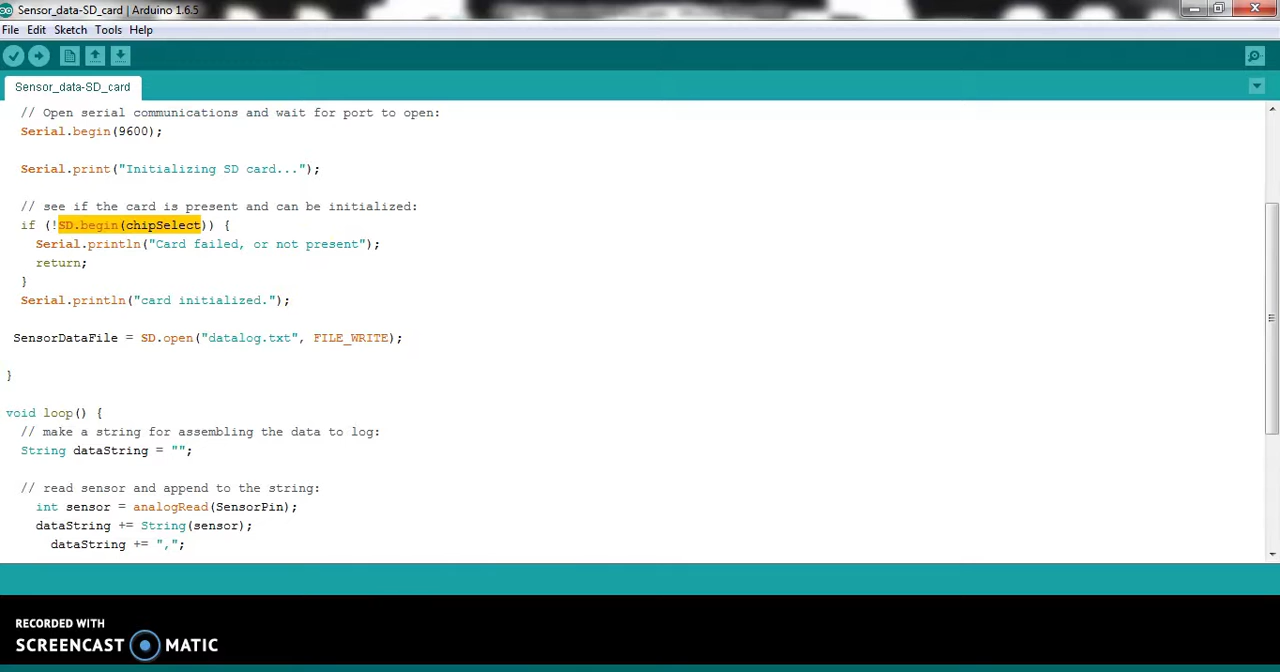 Sensor_data-SD_card | Arduino 1.6.5
File Edit Sketch Tools Help
Sensor_data-SD_card
// Open serial communications and wait for port to open:
Serial.begin(9600);
Serial.print("Initializing SD card...");
// see if the card is present and can be initialized:
if (!SD.begin(chipSelect)) {
Serial.println("Card failed, or not present");
return;
}
Serial.println("card initialized.");
SensorDataFile = SD.open("datalog.txt", FILE_WRITE);
}
void loop() {
// make a string for assembling the data to log:
String dataString = "";
// read sensor and append to the string:
int sensor = analogRead(SensorPin);
dataString += String(sensor);
dataString += ",";
RECORDED WITH
SCREENCAST MATIC